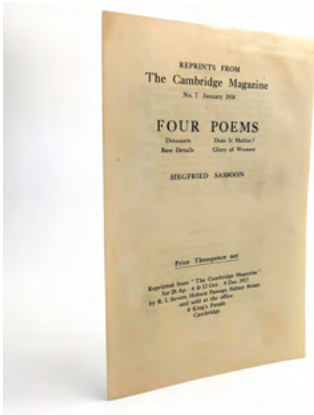 REPRINTS FROM
The Cambridge Magazine
No. 7 January 1918
FOUR POEMS
Dreamers Does It Matter?
Base Details Glory of Women
SIEGFRIED SASSOON
Price Threepence net
Reprinted from "The Cambridge Magazine"
for 28 Ap. 6 & 13 Oct. 8 Dec. 1917
by R. I. Severs, Hobson Passage, Sidney Street
and sold at the office
6 King's Parade
Cambridge